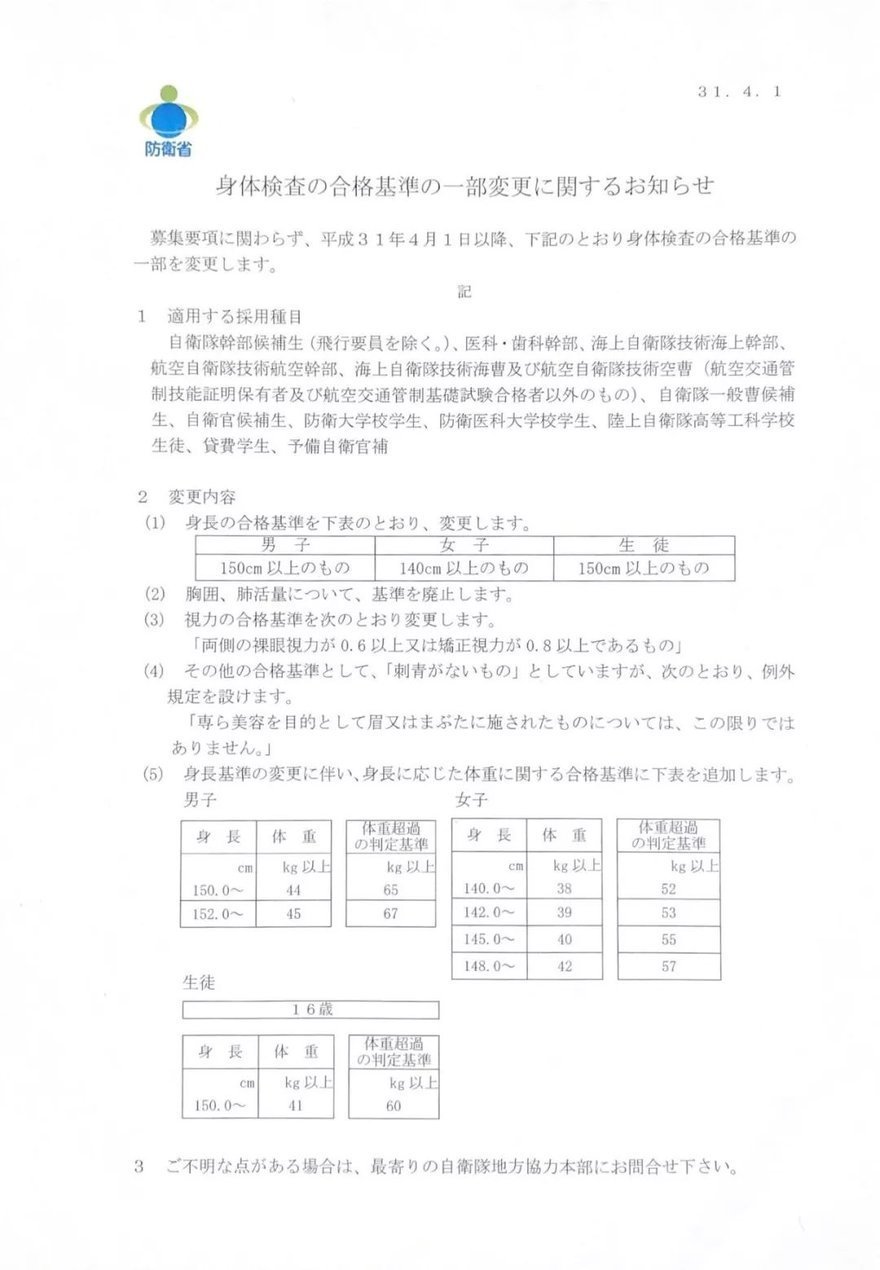 31．4．1
防衛省
身体検査の合格基準の一部変更に関するお知らせ
募集要項に関わらず、平成３１年４月１日以降、下記のとおり身体検査の合格基準の
一部を変更します。
記
1　適用する採用種目
自衛隊幹部候補生（飛行要員を除く。）、医科・歯科幹部、海上自衛隊技術海上幹部、
航空自衛隊技術航空幹部、海上自衛隊技術海曹及び航空自衛隊技術空曹（航空交通管
制技能証明保有者及び航空交通管制基礎試験合格者以外のもの）、自衛隊一般曹候補
生、自衛官候補生、防衛大学校学生、防衛医科大学校学生、陸上自衛隊高等工科学校
生徒、貸費学生、予備自衛官補
2　変更内容
(1)　身長の合格基準を下表のとおり、変更します。
男　子　女　子　生　徒
150cm 以上のもの　140cm 以上のもの　150cm 以上のもの
(2)　胸囲、肺活量について、基準を廃止します。
(3)　視力の合格基準を次のとおり変更します。
「両側の裸眼視力が 0.6 以上又は矯正視力が 0.8 以上であるもの」
(4)　その他の合格基準として、「刺青がないもの」としていますが、次のとおり、例外
規定を設けます。
「専ら美容を目的として眉又はまぶたに施されたものについては、この限りでは
ありません。」
(5)　身長基準の変更に伴い、身長に応じた体重に関する合格基準に下表を追加します。
男子
身　長　体　重　体重超過
の判定基準
cm　kg 以上　kg 以上
150.0～　44　65
152.0～　45　67
女子
身　長　体　重　体重超過
の判定基準
cm　kg 以上　kg 以上
140.0～　38　52
142.0～　39　53
145.0～　40　55
148.0～　42　57
生徒
１６歳
身　長　体　重　体重超過
の判定基準
cm　kg 以上　kg 以上
150.0～　41　60
3　ご不明な点がある場合は、最寄りの自衛隊地方協力本部にお問合せ下さい。